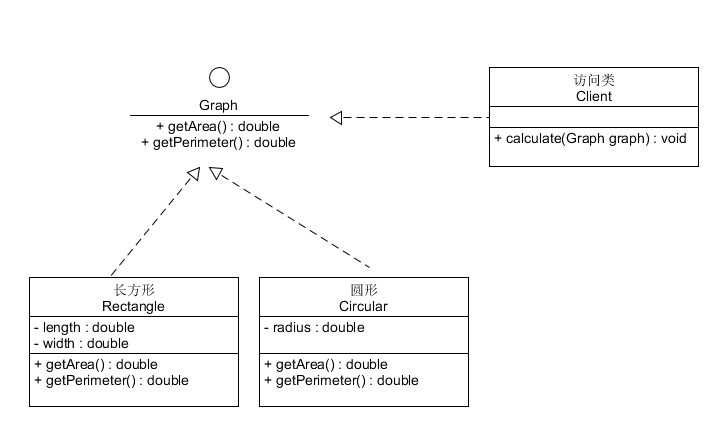 Graph
+ getArea() : double
+ getPerimeter() : double
访问类
Client
+ calculate(Graph graph) : void
长方形
Rectangle
- length : double
- width : double
+ getArea() : double
+ getPerimeter() : double
圆形
Circular
- radius : double
+ getArea() : double
+ getPerimeter() : double